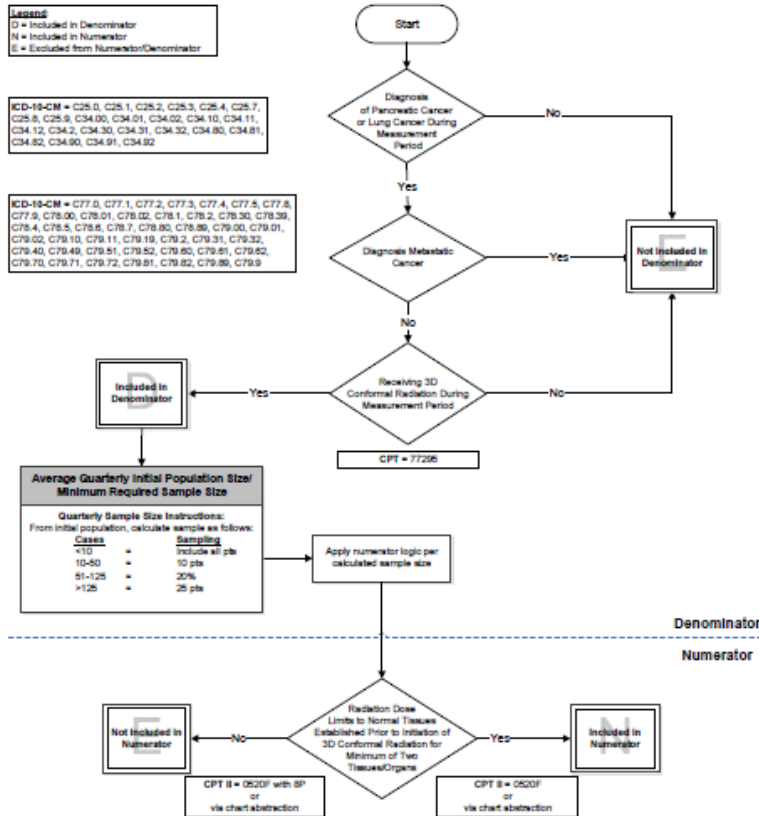 Legend:
D = Included in Denominator
N = Included in Numerator
E = Excluded from Numerator/Denominator
Start
ICD-10-CM = C25.0, C25.1, C25.2, C25.3, C25.4, C25.7,
C25.8, C25.9, C34.00, C34.01, C34.02, C34.10, C34.11,
C34.12, C34.2, C34.30, C34.31, C34.32, C34.80, C34.81,
C34.82, C34.90, C34.91, C34.92
Diagnosis
of Pancreatic Cancer
or Lung Cancer During
Measurement
Period
No
Yes
ICD-10-CM = C77.0, C77.1, C77.2, C77.3, C77.4, C77.5, C77.8,
C77.9, C78.00, C78.01, C78.02, C78.1, C78.2, C78.30, C78.39,
C78.4, C78.5, C78.6, C78.7, C78.80, C78.89, C79.00, C79.01,
C79.02, C79.10, C79.11, C79.19, C79.2, C79.31, C79.32,
C79.40, C79.49, C79.51, C79.52, C79.60, C79.61, C79.62,
C79.70, C79.71, C79.72, C79.81, C79.82, C79.89, C79.9
Diagnosis Metastatic
Cancer
Yes
E
Not Included in
Denominator
No
D
Included in
Denominator
Yes
Receiving 3D
Conformal Radiation During
Measurement Period
No
CPT = 77295
Average Quarterly Initial Population Size/
Minimum Required Sample Size
Quarterly Sample Size Instructions:
From initial population, calculate sample as follows:
Cases Sampling
<10 = Include all pts
10-50 = 10 pts
51-125 = 20%
>125 = 25 pts
Apply numerator logic per
calculated sample size
Denominator
Numerator
E
Not Included in
Numerator
No
Radiation Dose
Limits to Normal Tissues
Established Prior to Initiation of
3D Conformal Radiation for
Minimum of Two
Tissues/Organs
Yes
N
Included in
Numerator
CPT II = 0520F with 8P
or
via chart abstraction
CPT II = 0520F
or
via chart abstraction